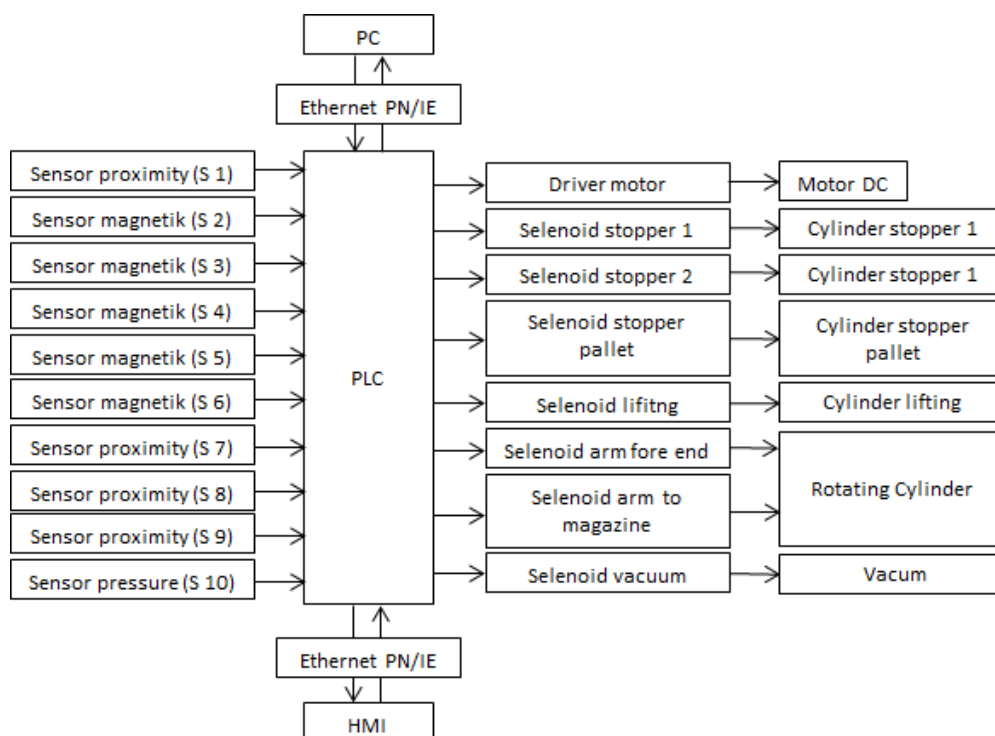 PC
Ethernet PN/IE
Sensor proximity (S 1)
Sensor magnetik (S 2)
Sensor magnetik (S 3)
Sensor magnetik (S 4)
Sensor magnetik (S 5)
Sensor magnetik (S 6)
Sensor proximity (S 7)
Sensor proximity (S 8)
Sensor proximity (S 9)
Sensor pressure (S 10)
PLC
Driver motor
Selenoid stopper 1
Selenoid stopper 2
Selenoid stopper
pallet
Selenoid lifitng
Selenoid arm fore end
Selenoid arm to
magazine
Selenoid vacuum
Motor DC
Cylinder stopper 1
Cylinder stopper 1
Cylinder stopper
pallet
Cylinder lifting
Rotating Cylinder
Vacum
Ethernet PN/IE
HMI